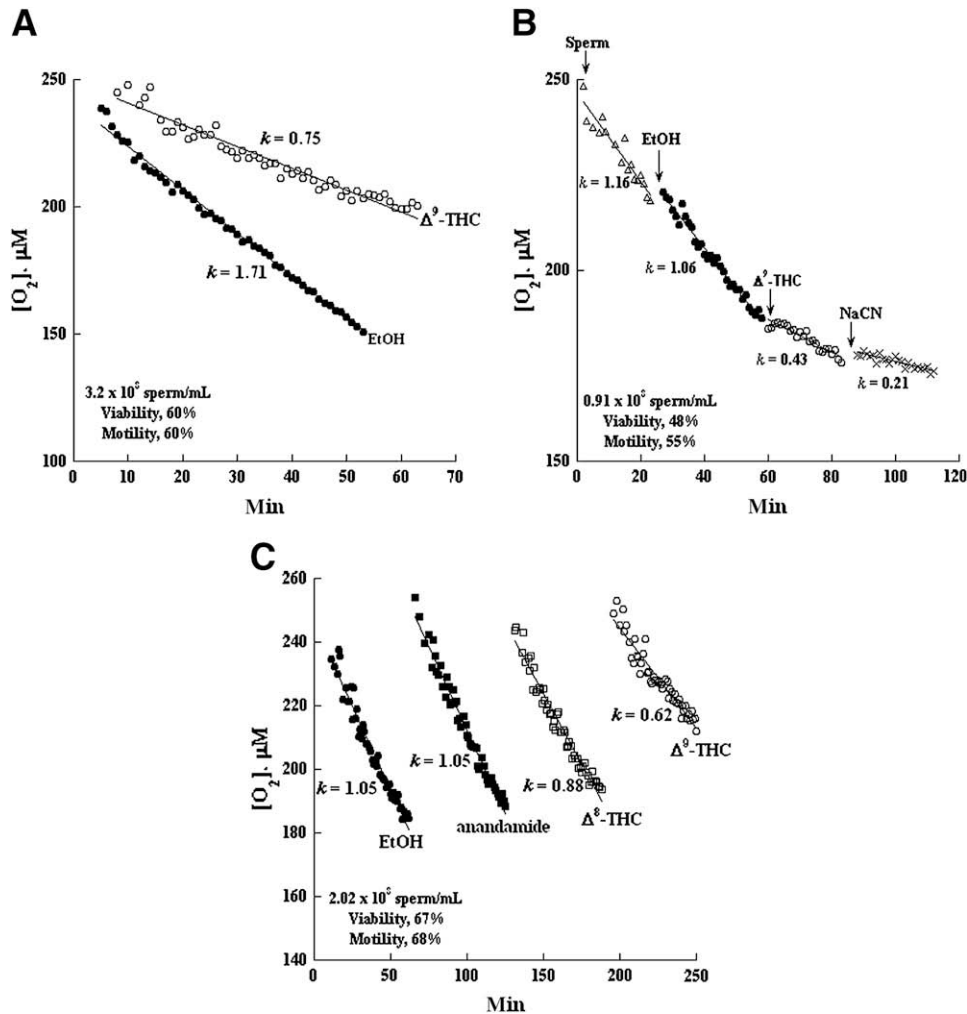 A
[O₂], μM
250
200
150
100
k = 0.75
Δ⁹-THC
k = 1.71
EtOH
3.2 x 10⁸ sperm/mL
Viability, 60%
Motility, 60%
0 10 20 30 40 50 60 70
Min
B
[O₂], μM
250
200
150
Sperm
EtOH
k = 1.16
k = 1.06
Δ⁹-THC
NaCN
k = 0.43
k = 0.21
0.91 x 10⁸ sperm/mL
Viability, 48%
Motility, 55%
0 20 40 60 80 100 120
Min
C
[O₂], μM
260
240
220
200
180
160
140
k = 1.05
EtOH
k = 1.05
anandamide
k = 0.88
Δ⁸-THC
k = 0.62
Δ⁹-THC
2.02 x 10⁸ sperm/mL
Viability, 67%
Motility, 68%
0 50 100 150 200 250
Min